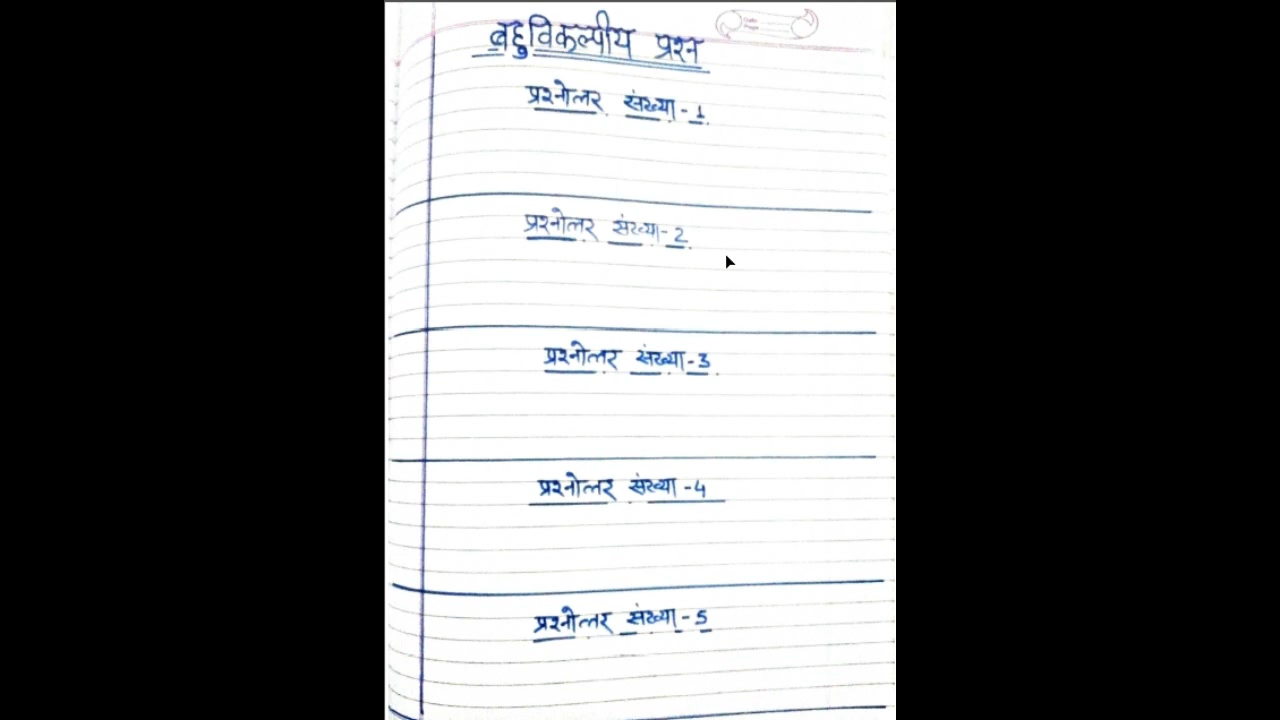 बहुविकल्पीय प्रश्न
प्रश्नोत्तर संख्या-1
प्रश्नोत्तर संख्या-2
प्रश्नोत्तर संख्या-3
प्रश्नोत्तर संख्या-4
प्रश्नोत्तर संख्या-5